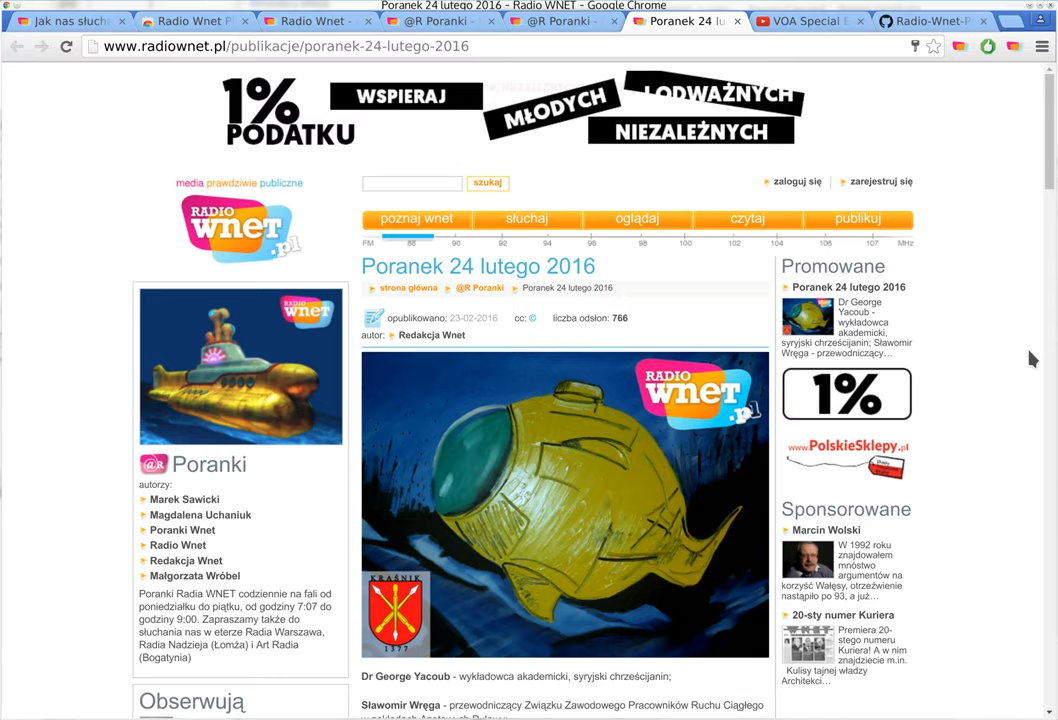 Poranek 24 lutego 2016 - Radio WNET - Google Chrome
Jak nas słuch
Radio Wnet P
Radio Wnet -
@R Poranki -
@R Poranki -
Poranek 24 lu
VOA Special E
Radio-Wnet-P
www.radiownet.pl/publikacje/poranek-24-lutego-2016
1% PODATKU
WSPIERAJ
MŁODYCH
I ODWAŻNYCH
NIEZALEŻNYCH
media prawdziwie publiczne
RADIO
wnet
.pl
szukaj
zaloguj się
zarejestruj się
poznaj wnet słuchaj oglądaj czytaj publikuj
FM 88 90 92 94 96 98 100 102 104 106 107 MHz
Poranek 24 lutego 2016
strona główna @R Poranki Poranek 24 lutego 2016
opublikowano: 23-02-2016 cc: © liczba odsłon: 766
autor: Redakcja Wnet
RADIO
wnet
.pl
KRAŚNIK
1377
Dr George Yacoub - wykładowca akademicki, syryjski chrześcijanin;
Sławomir Wręga - przewodniczący Związku Zawodowego Pracowników Ruchu Ciągłego
RADIO
wnet
@R Poranki
autorzy:
Marek Sawicki
Magdalena Uchaniuk
Poranki Wnet
Radio Wnet
Redakcja Wnet
Małgorzata Wróbel
Poranki Radia WNET codziennie na fali od
poniedziałku do piątku, od godziny 7:07 do
godziny 9:00. Zapraszamy także do
słuchania nas w eterze Radia Warszawa,
Radia Nadzieja (Łomża) i Art Radia
(Bogatynia)
Obserwują
Promowane
Poranek 24 lutego 2016
Dr George
Yacoub -
wykładowca
akademicki,
syryjski chrześcijanin; Sławomir
Wręga - przewodniczący…
1%
www.PolskieSklepy.pl
Sponsorowane
Marcin Wolski
W 1992 roku
znajdowałem
mnóstwo
argumentów na
korzyść Wałęsy, otrzeźwienie
nastąpiło po 93, a już…
20-sty numer Kuriera
Premiera 20-
stego numeru
Kuriera! A w nim
znajdziecie m.in.
Kulisy tajnej władzy
Architekci…